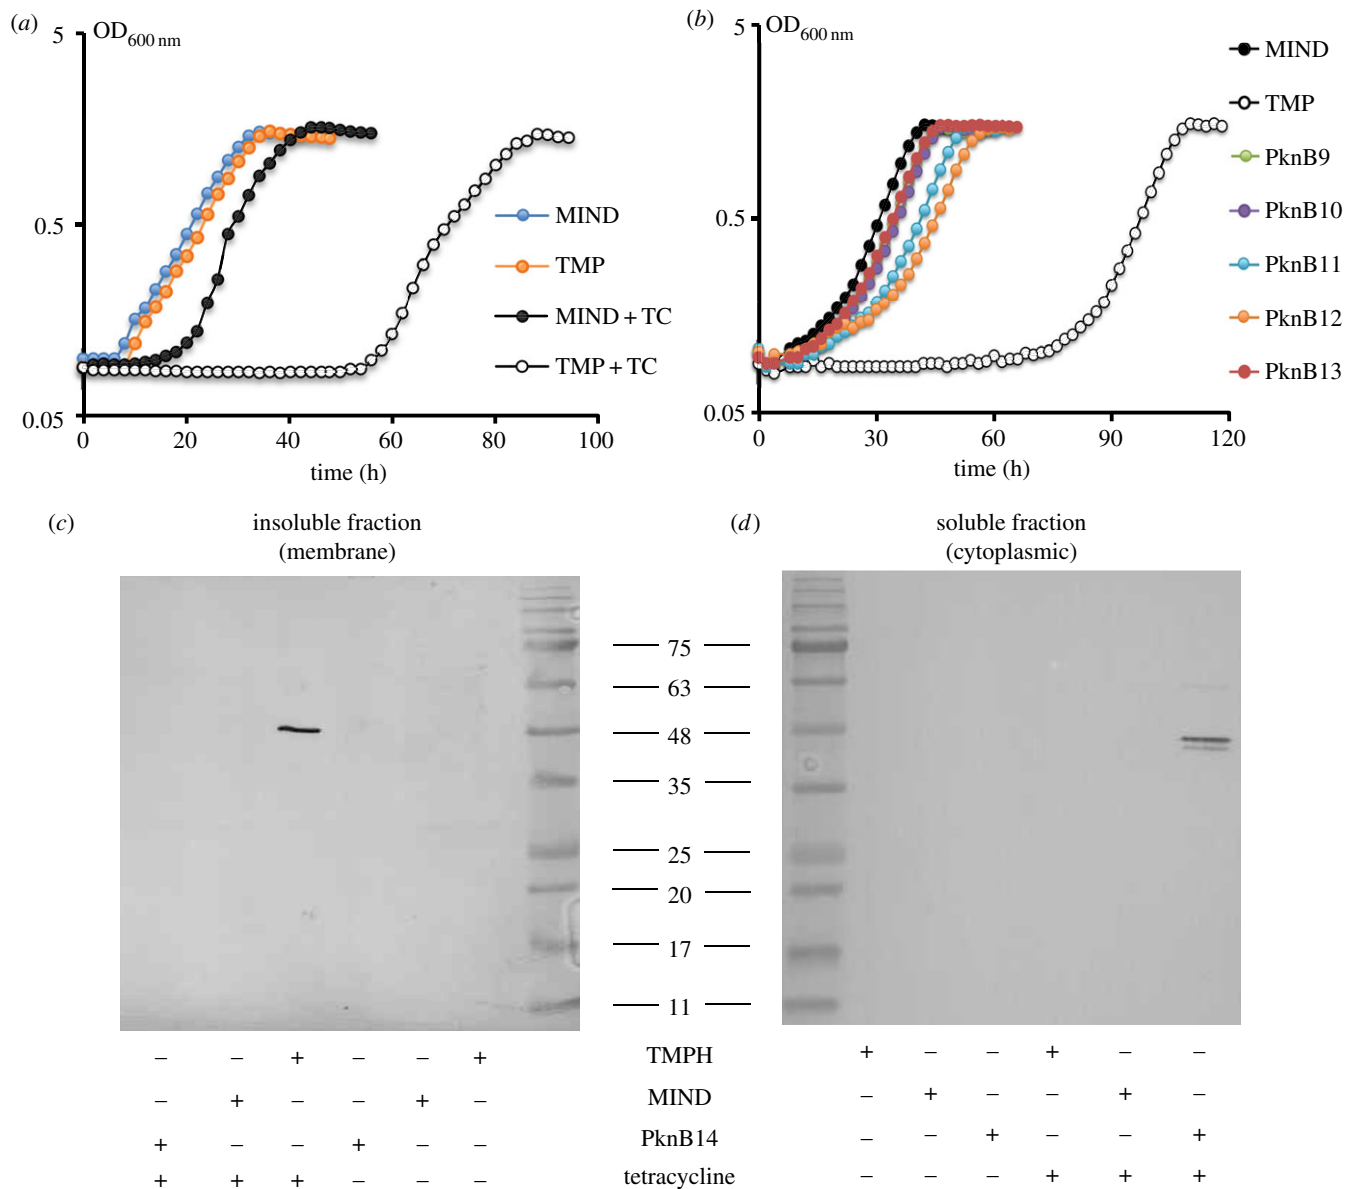 (a)
OD600 nm
5
0.5
0.05
0 20 40 60 80 100
time (h)
MIND
TMP
MIND + TC
TMP + TC
(b)
OD600 nm
5
0.5
0.05
0 30 60 90 120
time (h)
MIND
TMP
PknB9
PknB10
PknB11
PknB12
PknB13
(c)
insoluble fraction
(membrane)
(d)
soluble fraction
(cytoplasmic)
75
63
48
35
25
20
17
11
– – + – – + TMPH + – – + – –
– + – – + – MIND – + – – + –
+ – – + – – PknB14 – – + – – +
+ + + – – – tetracycline – – – + + +